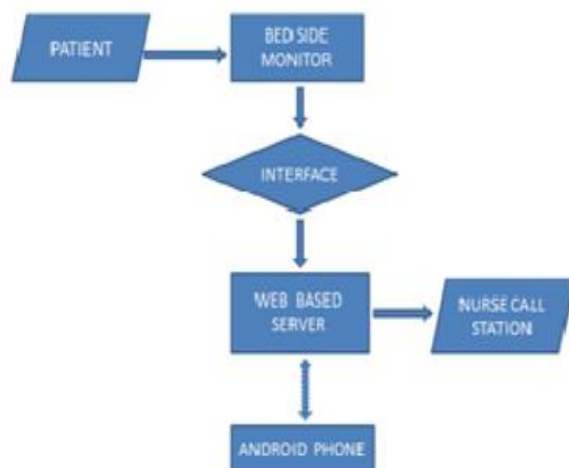 PATIENT
BED SIDE
MONITOR
INTERFACE
WEB BASED
SERVER
NURSE CALL
STATION
ANDROID PHONE